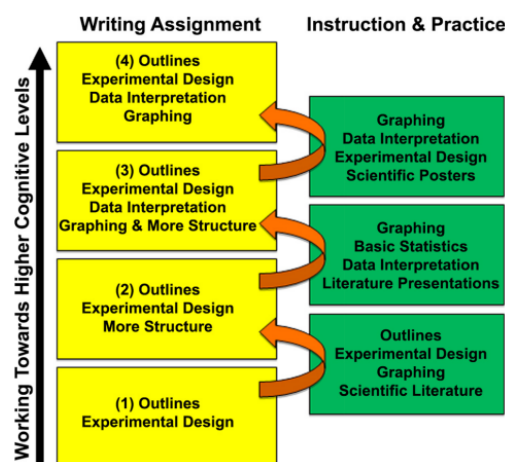 Writing Assignment
Instruction & Practice
Working Towards Higher Cognitive Levels
(4) Outlines
Experimental Design
Data Interpretation
Graphing
Graphing
Data Interpretation
Experimental Design
Scientific Posters
(3) Outlines
Experimental Design
Data Interpretation
Graphing & More Structure
Graphing
Basic Statistics
Data Interpretation
Literature Presentations
(2) Outlines
Experimental Design
More Structure
Outlines
Experimental Design
Graphing
Scientific Literature
(1) Outlines
Experimental Design